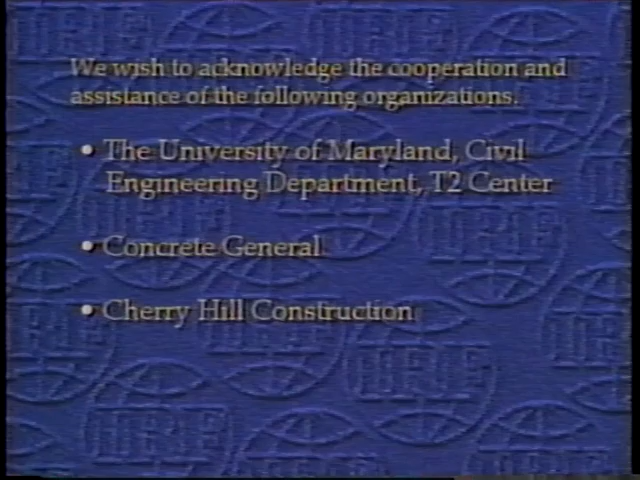 We wish to acknowledge the cooperation and
assistance of the following organizations.
• The University of Maryland, Civil
Engineering Department, T2 Center
• Concrete General
• Cherry Hill Construction